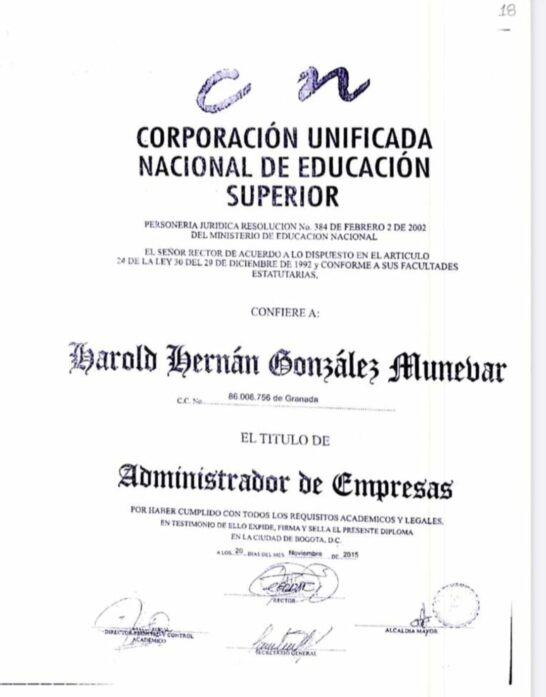 18
cn
CORPORACIÓN UNIFICADA
NACIONAL DE EDUCACIÓN
SUPERIOR
PERSONERIA JURIDICA RESOLUCION No. 384 DE FEBRERO 2 DE 2002
DEL MINISTERIO DE EDUCACION NACIONAL
EL SEÑOR RECTOR DE ACUERDO A LO DISPUESTO EN EL ARTICULO
24 DE LA LEY 30 DEL 29 DE DICIEMBRE DE 1992 y CONFORME A SUS FACULTADES
ESTATUTARIAS,
CONFIERE A:
Harold Hernán González Munevar
C.C. No. 86.008.756 de Granada
EL TITULO DE
Administrador de Empresas
POR HABER CUMPLIDO CON TODOS LOS REQUISITOS ACADEMICOS Y LEGALES.
EN TESTIMONIO DE ELLO EXPIDE, FIRMA Y SELLA EL PRESENTE DIPLOMA
EN LA CIUDAD DE BOGOTA, D.C.
A LOS 20 DIAS DEL MES Noviembre DE 2015
RECTOR
DIRECTOR REGISTRO Y CONTROL
ACADEMICO
SECRETARIO GENERAL
ALCALDIA MAYOR